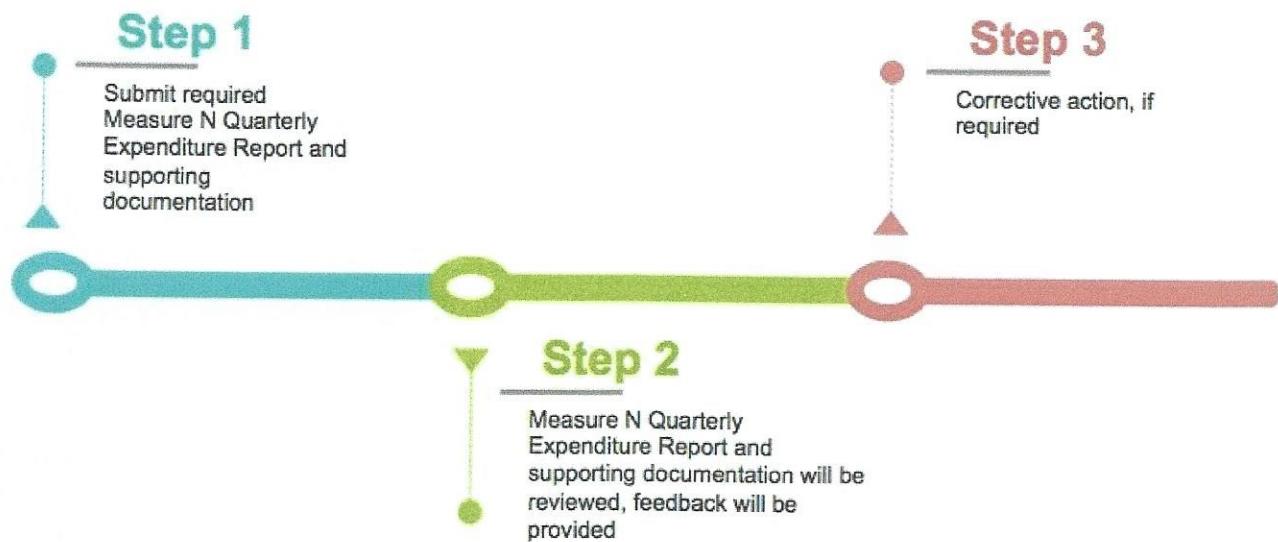 Step 1
Submit required
Measure N Quarterly
Expenditure Report and
supporting
documentation
Step 2
Measure N Quarterly
Expenditure Report and
supporting documentation will be
reviewed, feedback will be
provided
Step 3
Corrective action, if
required